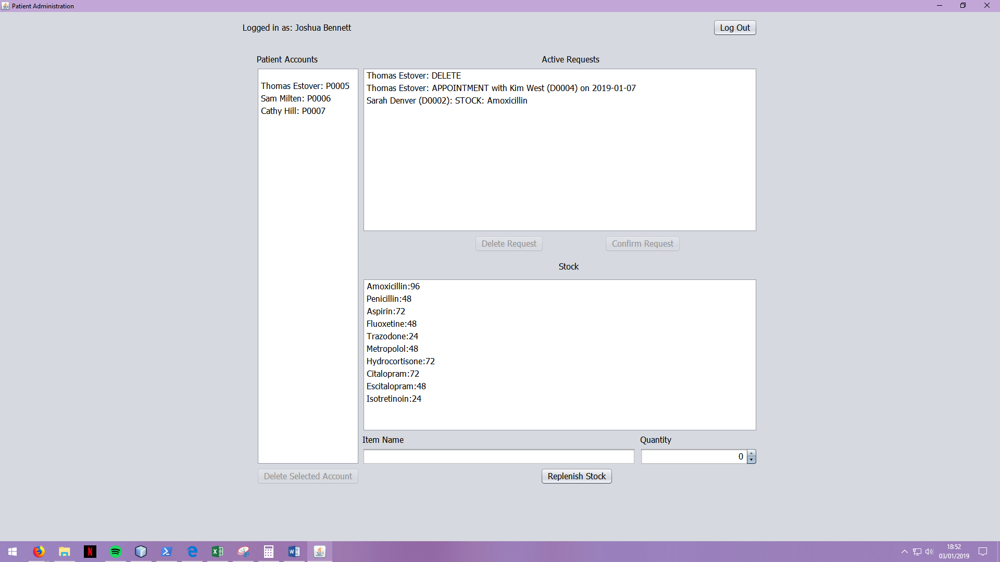 Patient Administration
Logged in as: Joshua Bennett
Log Out
Patient Accounts
Thomas Estover: P0005
Sam Milten: P0006
Cathy Hill: P0007
Delete Selected Account
Active Requests
Thomas Estover: DELETE
Thomas Estover: APPOINTMENT with Kim West (D0004) on 2019-01-07
Sarah Denver (D0002): STOCK: Amoxicillin
Delete Request
Confirm Request
Stock
Amoxicillin:96
Penicillin:48
Aspirin:72
Fluoxetine:48
Trazodone:24
Metropolol:48
Hydrocortisone:72
Citalopram:72
Escitalopram:48
Isotretinoin:24
Item Name
Quantity
0
Replenish Stock
18:52
03/01/2019